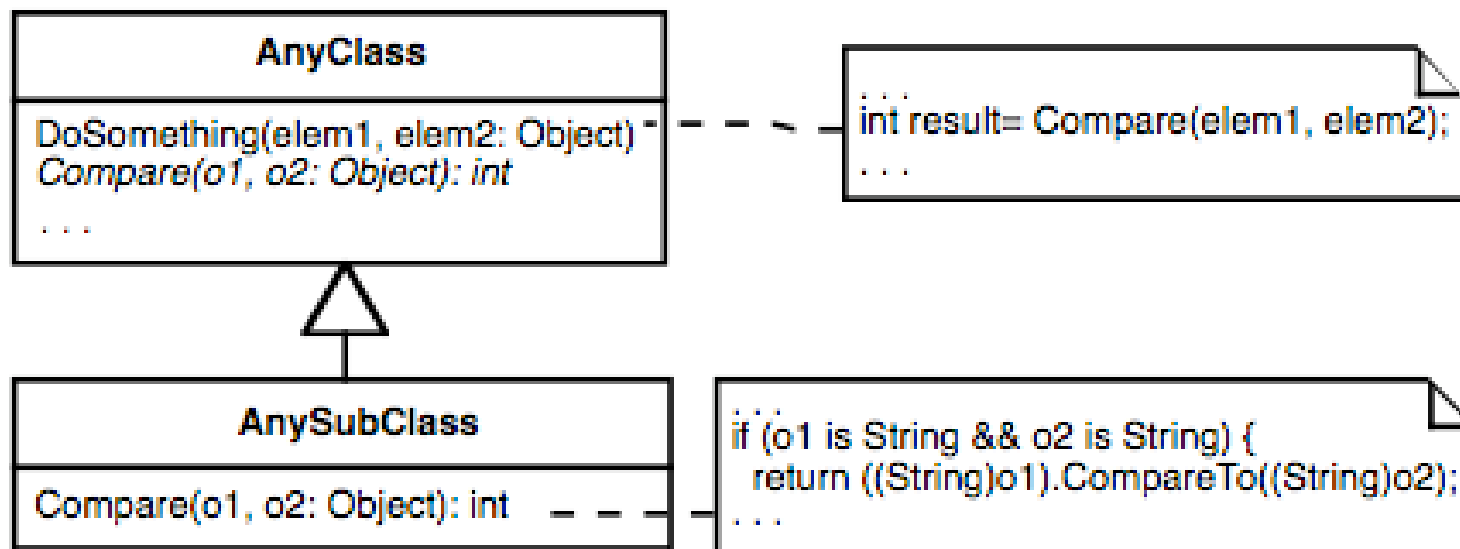 AnyClass
DoSomething(elem1, elem2: Object)
Compare(o1, o2: Object): int
. . .
. . .
int result= Compare(elem1, elem2);
. . .
AnySubClass
Compare(o1, o2: Object): int
. . .
if (o1 is String && o2 is String) {
return ((String)o1).CompareTo((String)o2);
. . .